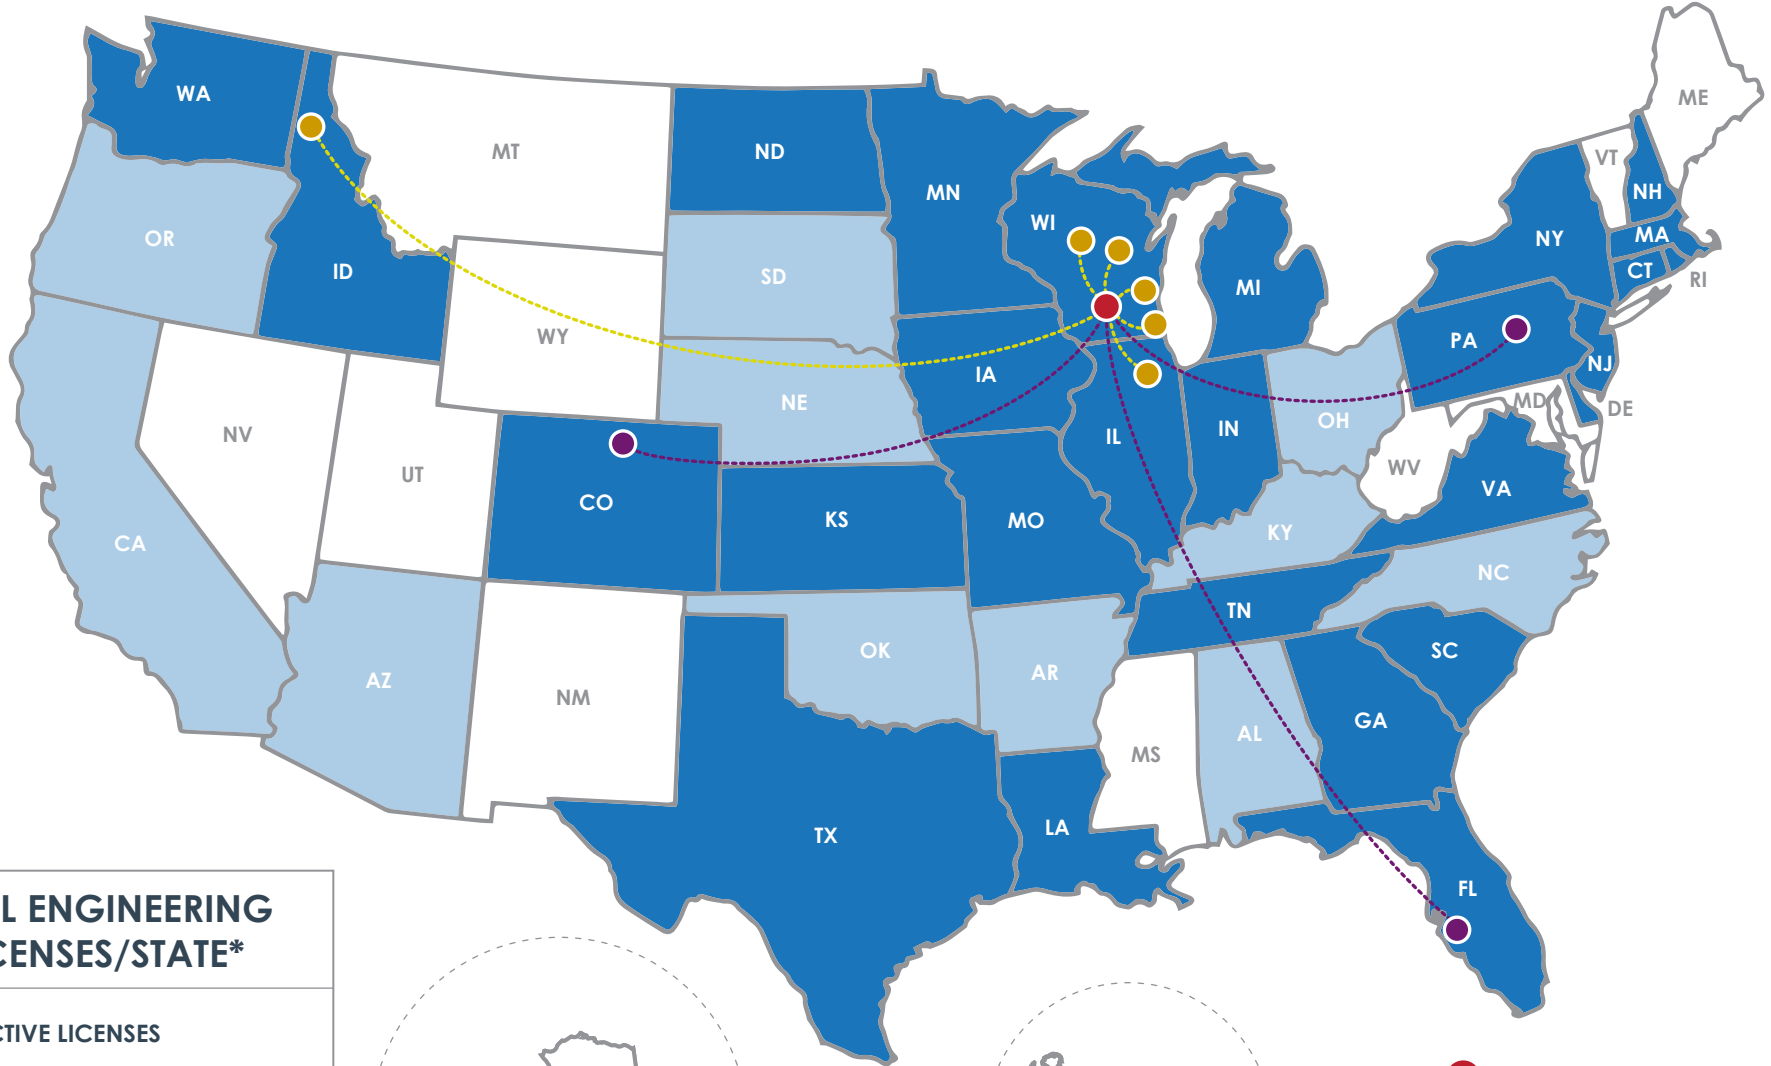 WA
ME
MT
ND
VT
MN
NH
WI
OR
NY
MA
ID
SD
CT
RI
MI
WY
PA
NJ
IA
NE
MD
DE
OH
NV
IL
IN
WV
UT
VA
CO
KS
MO
CA
KY
NC
TN
OK
SC
AZ
AR
NM
GA
AL
MS
TX
LA
FL
L ENGINEERING
CENSES/STATE*
CTIVE LICENSES